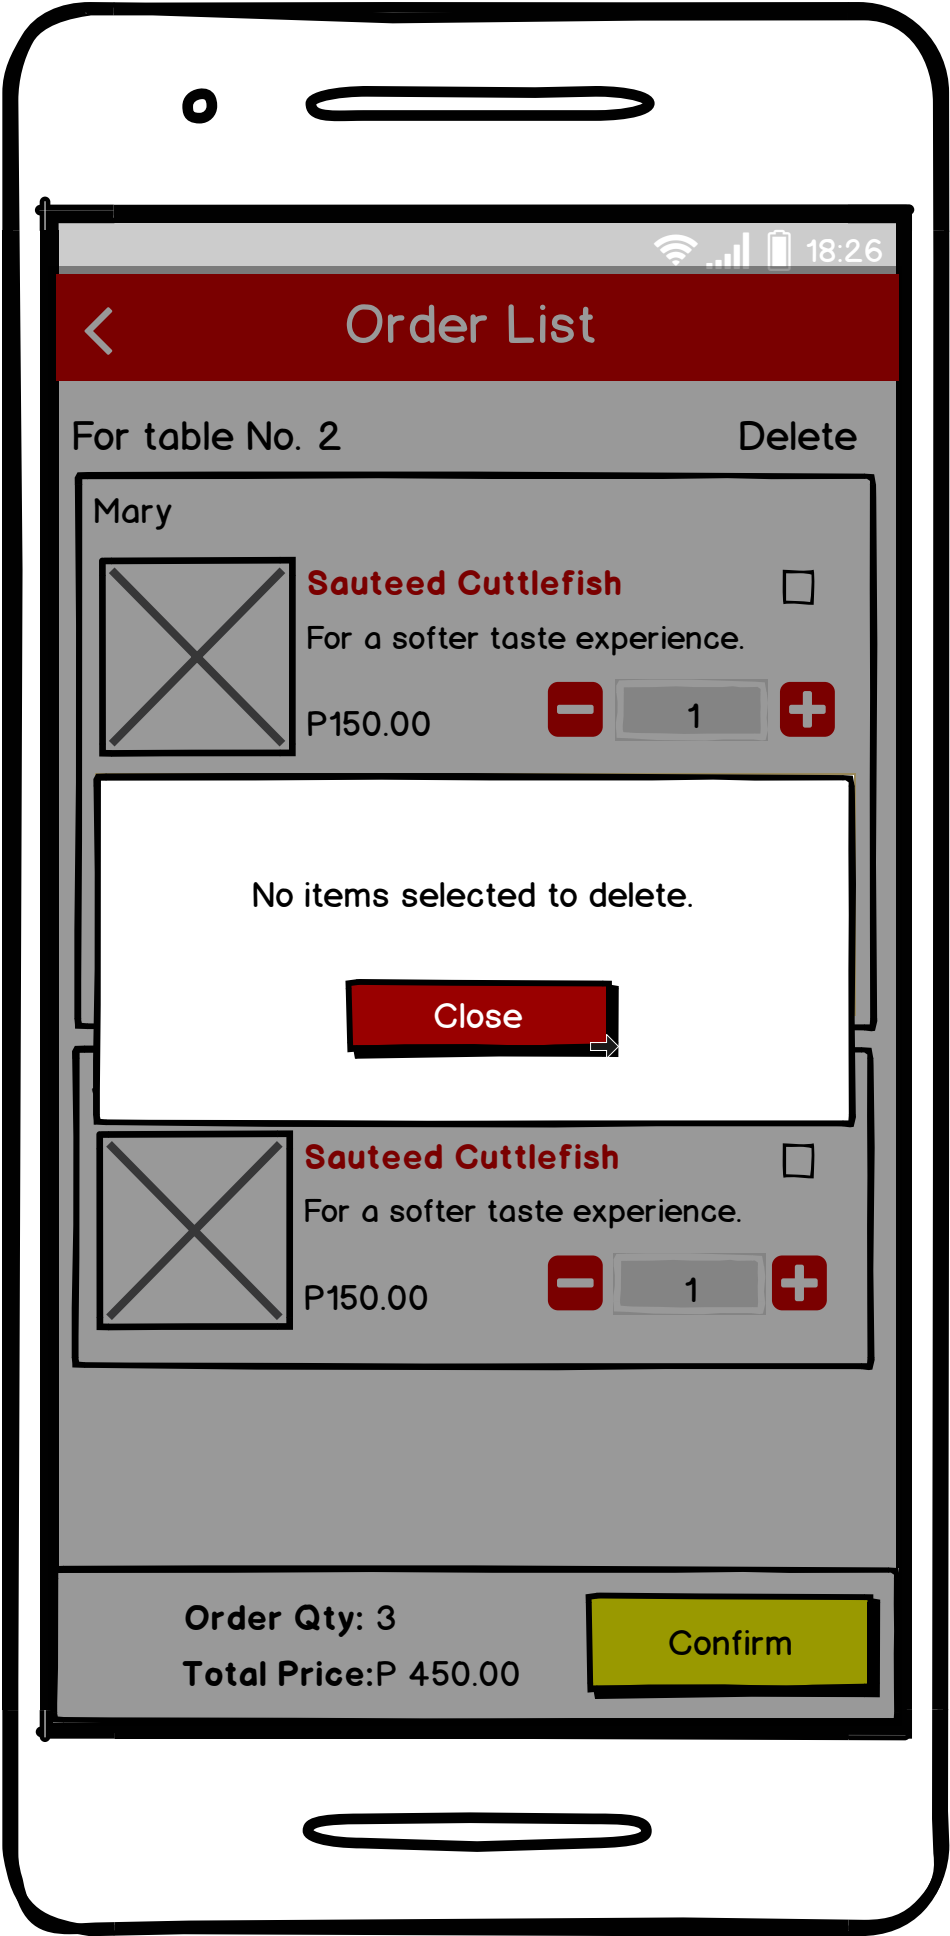 18:26
Order List
For table No. 2 Delete
Mary
Sauteed Cuttlefish
For a softer taste experience.
P150.00 1
No items selected to delete.
Close
Sauteed Cuttlefish
For a softer taste experience.
P150.00 1
Order Qty: 3
Total Price:P 450.00
Confirm